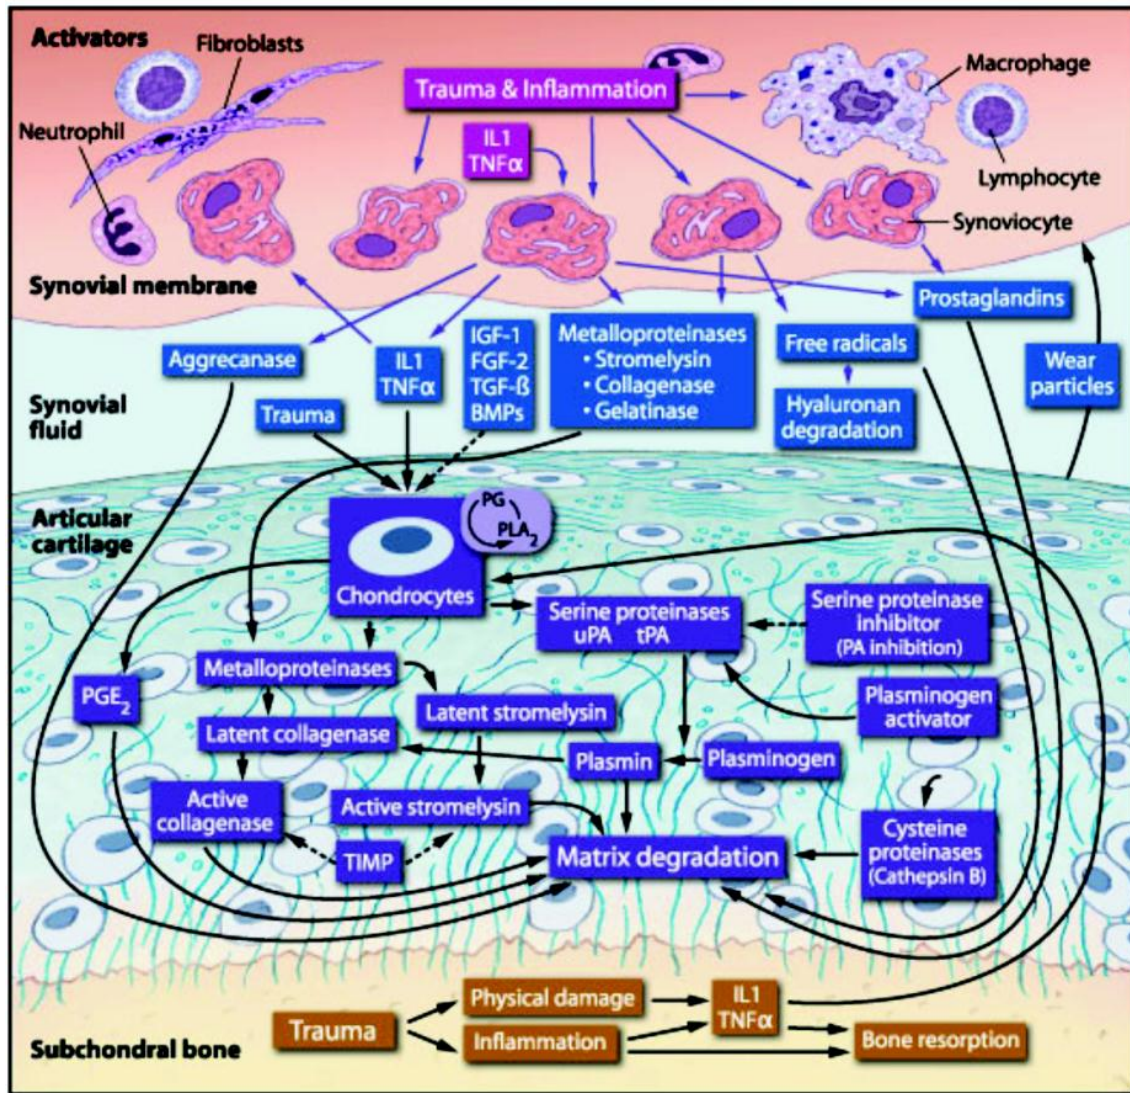 Activators
Fibroblasts
Neutrophil
Trauma & Inflammation
IL1
TNFα
Macrophage
Lymphocyte
Synoviocyte
Synovial membrane
Prostaglandins
Aggrecanase
IL1
TNFα
IGF-1
FGF-2
TGF-ß
BMPs
Metalloproteinases
• Stromelysin
• Collagenase
• Gelatinase
Free radicals
Hyaluronan
degradation
Wear
particles
Synovial
fluid
Trauma
Articular
cartilage
PG
PLA2
Chondrocytes
Serine proteinases
uPA tPA
Serine proteinase
inhibitor
(PA inhibition)
Metalloproteinases
PGE2
Latent stromelysin
Plasminogen
activator
Latent collagenase
Plasmin
Plasminogen
Active
collagenase
Active stromelysin
TIMP
Matrix degradation
Cysteine
proteinases
(Cathepsin B)
Physical damage
IL1
TNFα
Trauma
Inflammation
Bone resorption
Subchondral bone